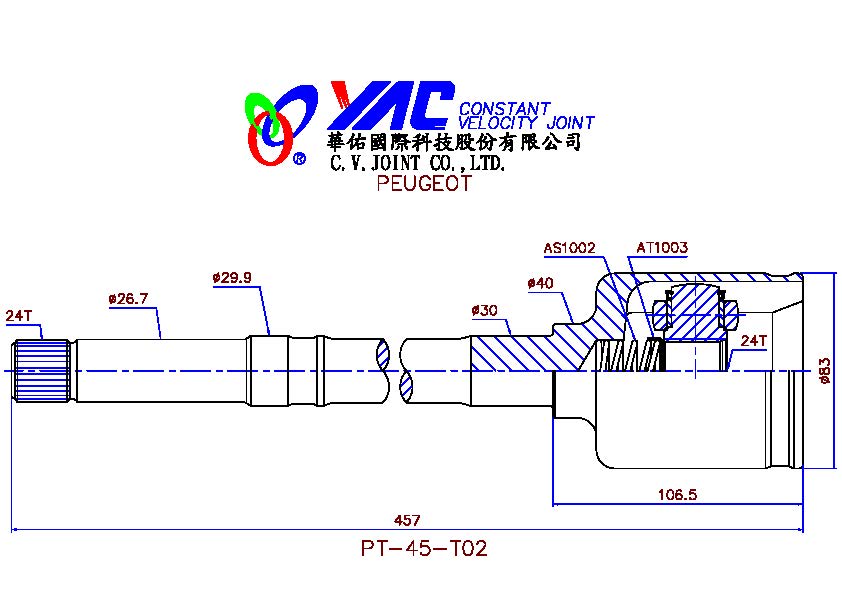 YAC CONSTANT
VELOCITY JOINT
®
華佑國際科技股份有限公司
C.V.JOINT CO.,LTD.
PEUGEOT
AS1002
AT1003
ø40
ø29.9
ø26.7
ø30
24T
24T
ø83
106.5
457
PT-45-T02